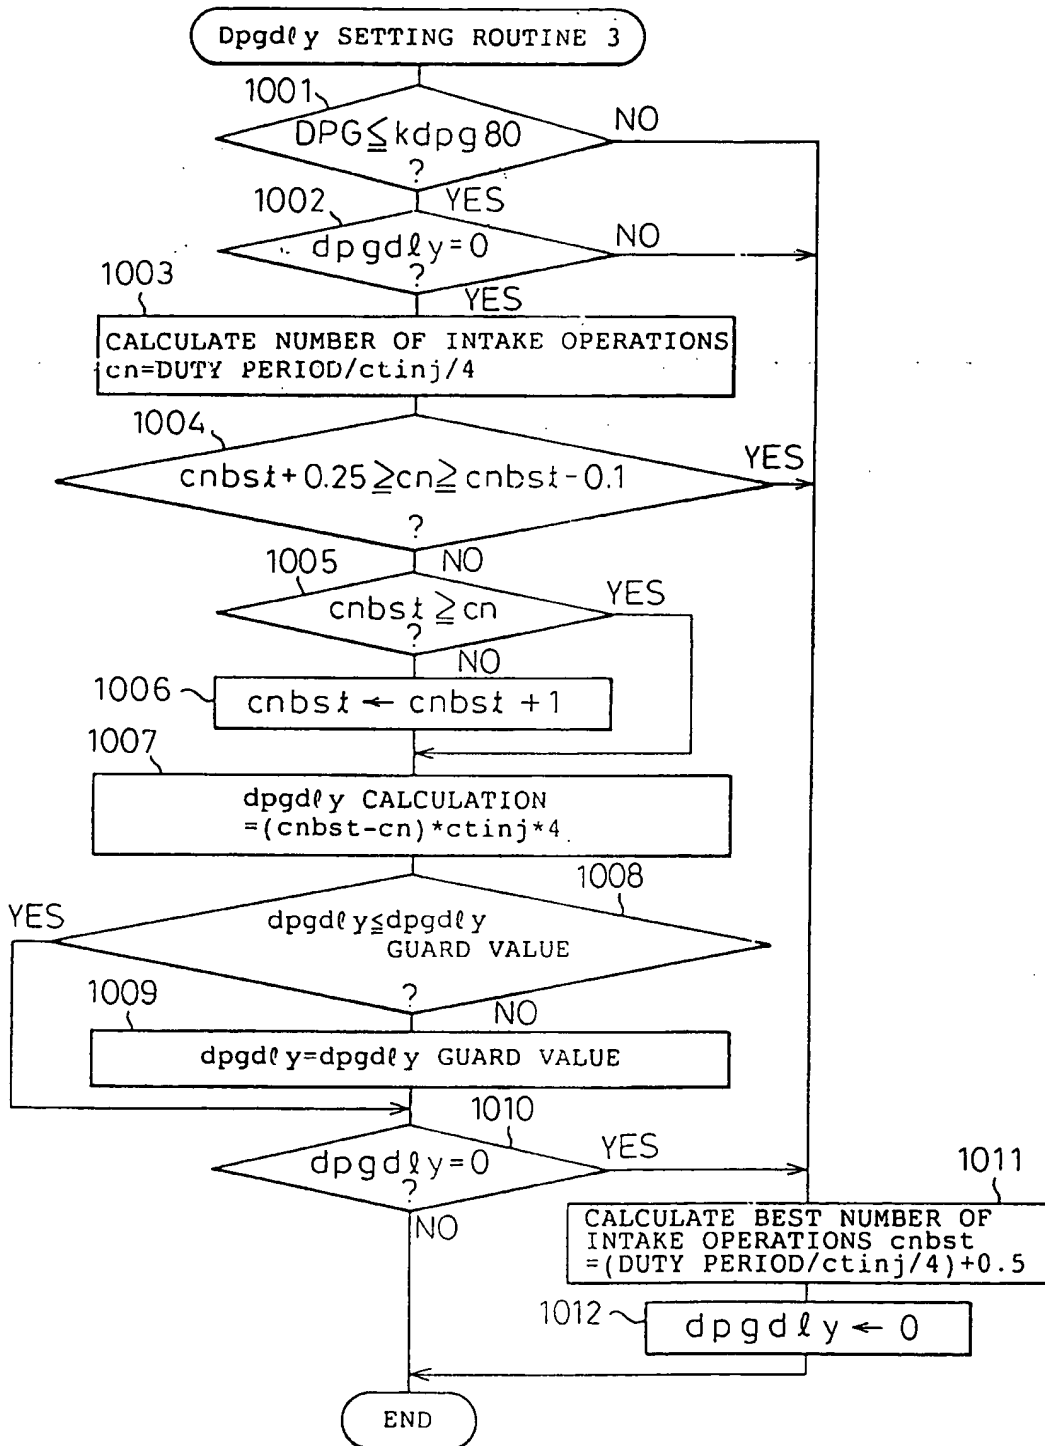 Dpgdℓy SETTING ROUTINE 3
1001
DPG≦kdpg80
?
NO
YES
1002
dpgdℓy=0
?
NO
YES
1003
CALCULATE NUMBER OF INTAKE OPERATIONS
cn=DUTY PERIOD/ctinj/4
1004
cnbst+0.25≧cn≧cnbst-0.1
?
YES
NO
1005
cnbst≧cn
?
YES
NO
1006
cnbst ← cnbst +1
1007
dpgdℓy CALCULATION
=(cnbst-cn)*ctinj*4
1008
dpgdℓy≦dpgdℓy
GUARD VALUE
?
YES
NO
1009
dpgdℓy=dpgdℓy GUARD VALUE
1010
dpgdℓy=0
?
YES
NO
1011
CALCULATE BEST NUMBER OF
INTAKE OPERATIONS cnbst
=(DUTY PERIOD/ctinj/4)+0.5
1012
dpgdℓy ← 0
END